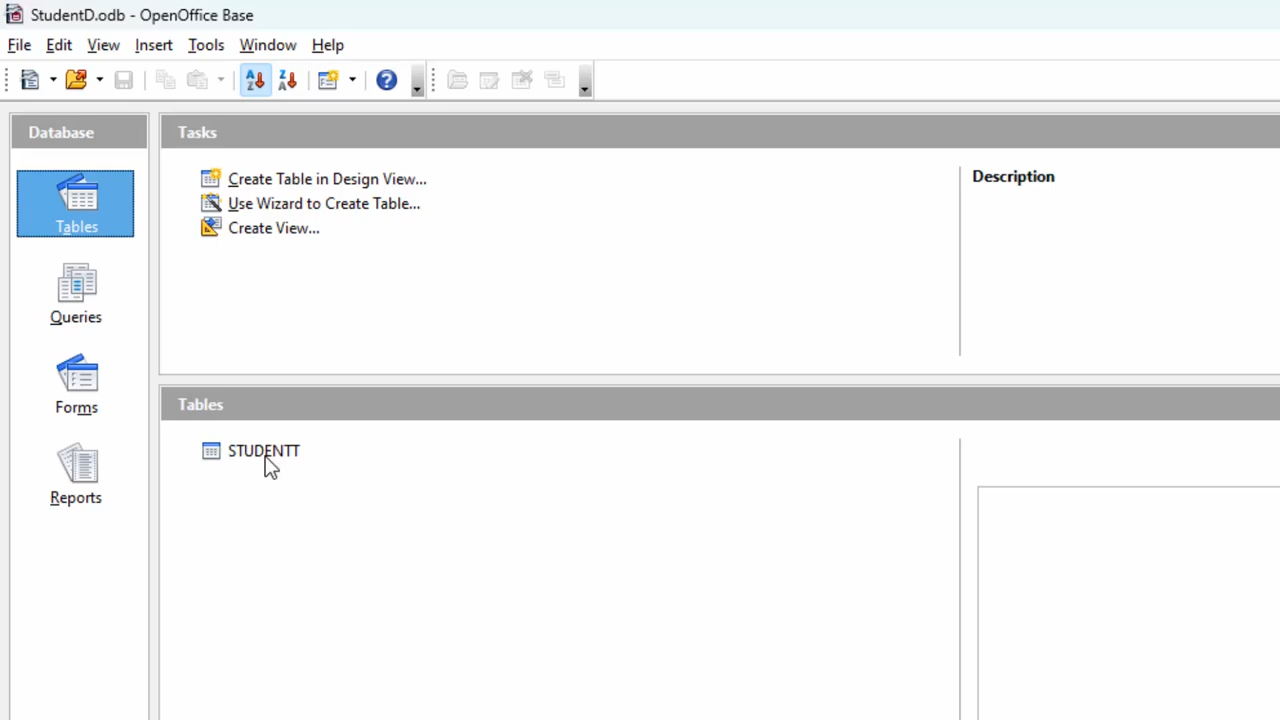 StudentD.odb - OpenOffice Base
File Edit View Insert Tools Window Help
Database
Tables
Queries
Forms
Reports
Tasks
Create Table in Design View...
Use Wizard to Create Table...
Create View...
Description
Tables
STUDENTT